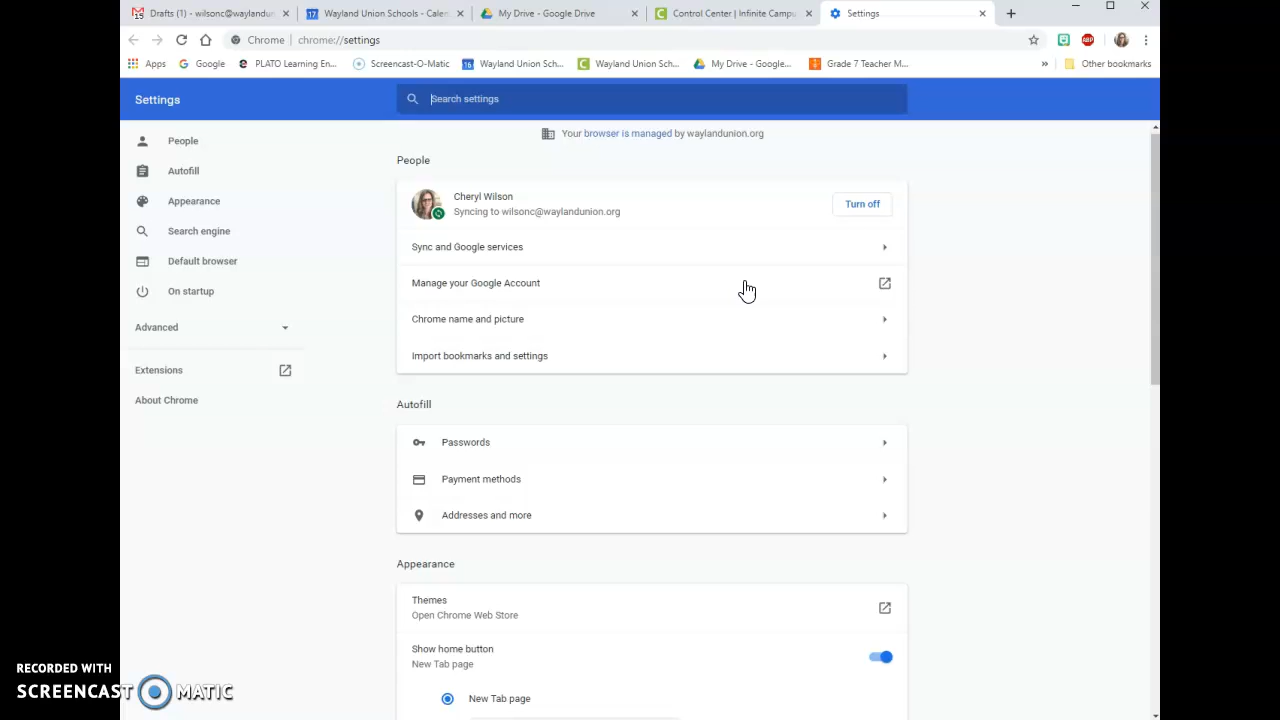 Drafts (1) - wilsonc@waylandun
Wayland Union Schools - Calen
My Drive - Google Drive
Control Center | Infinite Campu
Settings
Chrome | chrome://settings
ABP
Apps
Google
PLATO Learning En...
Screencast-O-Matic
Wayland Union Sch...
Wayland Union Sch...
My Drive - Google...
Grade 7 Teacher M...
»
Other bookmarks
Settings
Search settings
Your browser is managed by waylandunion.org
People
Autofill
Appearance
Search engine
Default browser
On startup
Advanced
Extensions
About Chrome
People
Cheryl Wilson
Syncing to wilsonc@waylandunion.org
Turn off
Sync and Google services
Manage your Google Account
Chrome name and picture
Import bookmarks and settings
Autofill
Passwords
Payment methods
Addresses and more
Appearance
Themes
Open Chrome Web Store
Show home button
New Tab page
New Tab page
RECORDED WITH
SCREENCAST MATIC